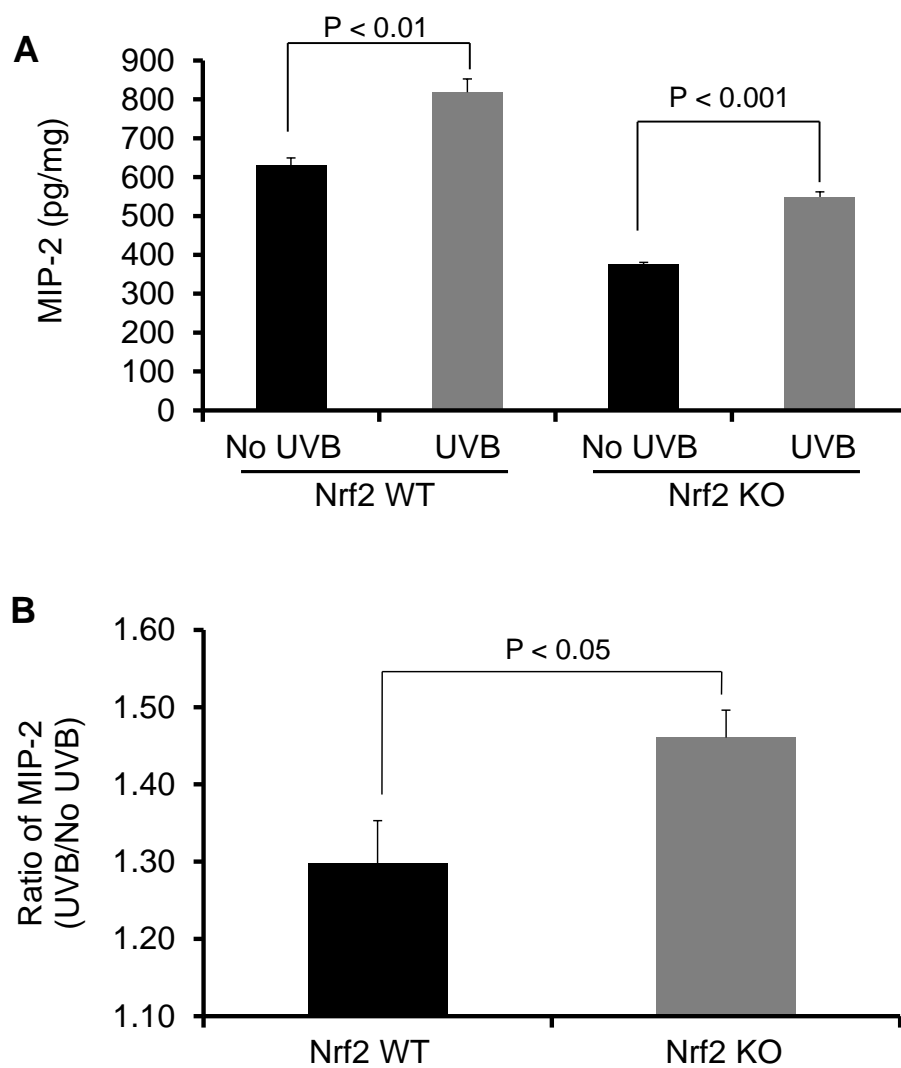 A
P < 0.01
P < 0.001
MIP-2 (pg/mg)
900
800
700
600
500
400
300
200
100
0
No UVB UVB No UVB UVB
Nrf2 WT Nrf2 KO
B
P < 0.05
Ratio of MIP-2
(UVB/No UVB)
1.60
1.50
1.40
1.30
1.20
1.10
Nrf2 WT Nrf2 KO